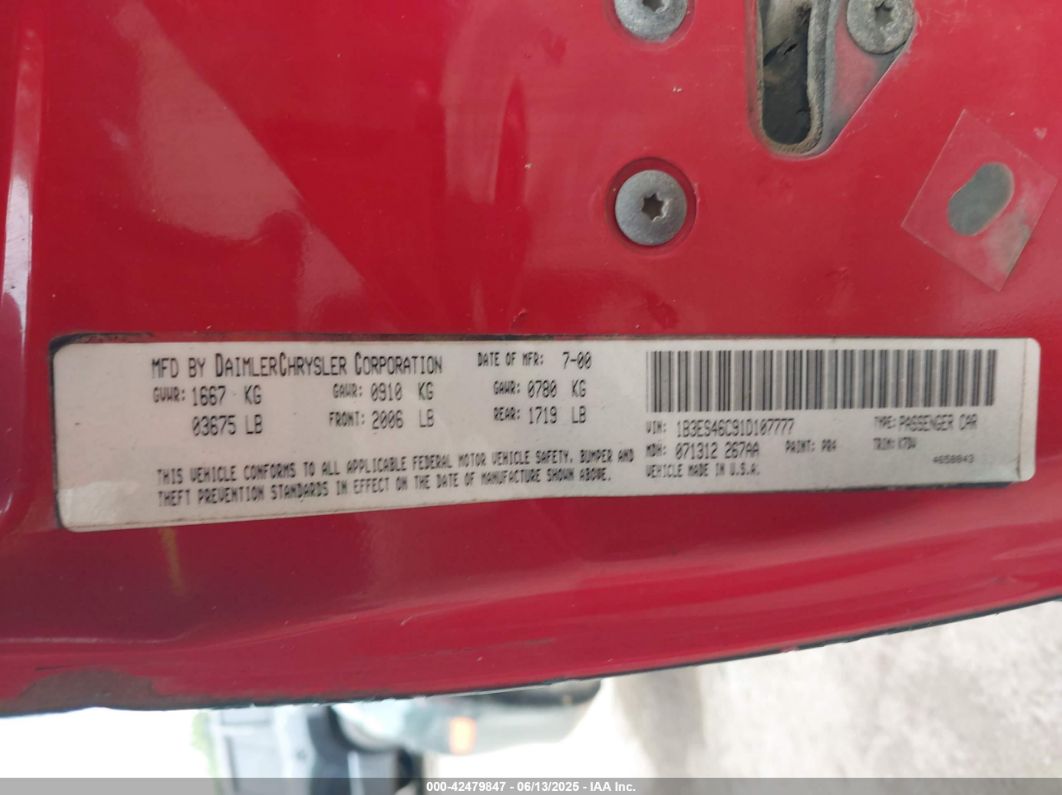 MFD BY DAIMLERCHRYSLER CORPORATION DATE OF MFR: 7-00
GVWR: 1667 KG GAWR: 0910 KG GAWR: 0780 KG
03675 LB FRONT: 2006 LB REAR: 1719 LB
THIS VEHICLE CONFORMS TO ALL APPLICABLE FEDERAL MOTOR VEHICLE SAFETY, BUMPER AND
THEFT PREVENTION STANDARDS IN EFFECT ON THE DATE OF MANUFACTURE SHOWN ABOVE.
VIN: 1B3ES46C91D107777 TYPE: PASSENGER CAR
MDH: 071312 267AA PAINT: PR4 TRIM: K7DV
VEHICLE MADE IN U.S.A. 4658043
000-42479847 - 06/13/2025 - IAA Inc.